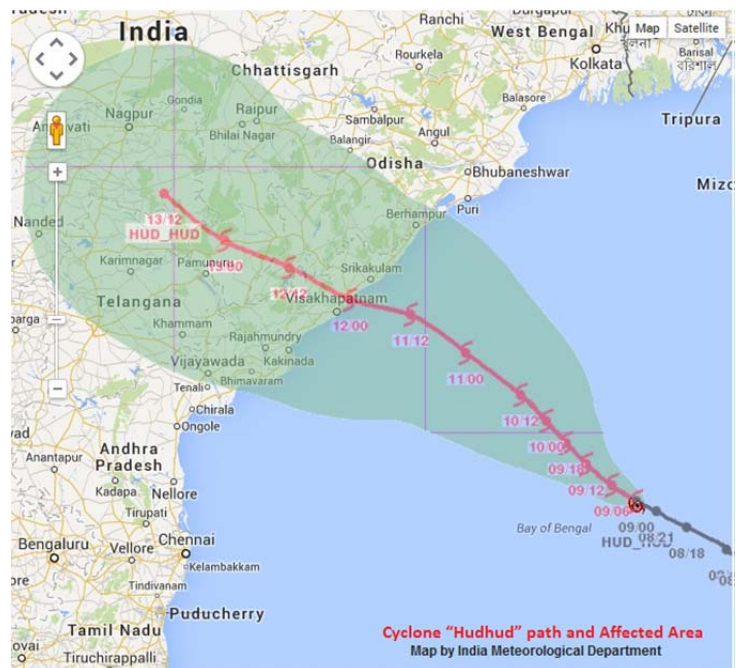 India
Ranchi
West Bengal
Map
Satellite
Kolkata
Barisal
বরিশাল
Rourkela
Chhattisgarh
Balasore
Tripura
Nagpur
Gondia
Raipur
Bhilai Nagar
Sambalpur
Balangir
Angul
Odisha
Bhubaneshwar
Puri
Berhampur
Nanded
13/12
HUD_HUD
Karimnagar
Srikakulam
12/12
Visakhapatnam
12/00
11/12
Telangana
Khammam
Rajahmundry
Vijayawada
Kakinada
Bhimavaram
11/00
Tenali
Chirala
Ongole
10/12
10/00
09/18
09/12
09/06
09/00
08/21
08/18
Andhra
Pradesh
Anantapur
Kadapa
Nellore
Tirupati
Bay of Bengal
Bengaluru
Vellore
Chennai
Kelambakkam
Tindivanam
Puducherry
Tamil Nadu
Tiruchirappalli
Cyclone “Hudhud” path and Affected Area
Map by India Meteorological Department